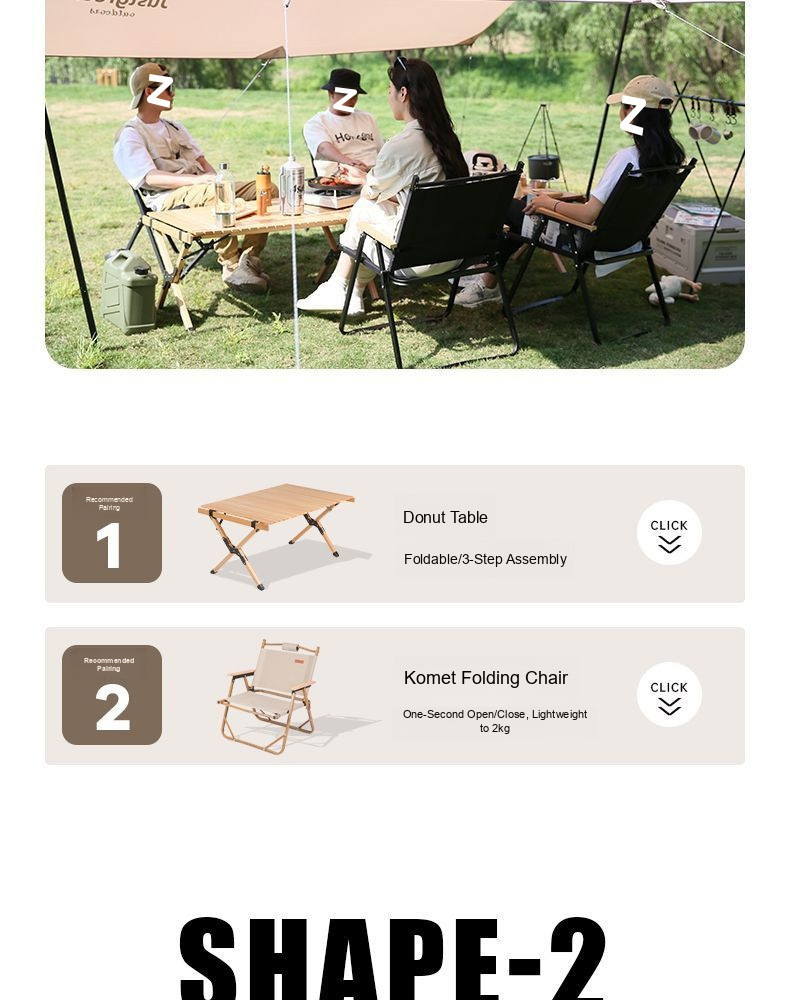 outdoors
Z
Z
Z
Recommended
Pairing
1
Donut Table
Foldable/3-Step Assembly
CLICK
Recommended
Pairing
2
Komet Folding Chair
One-Second Open/Close, Lightweight
to 2kg
CLICK
SHAPE-2